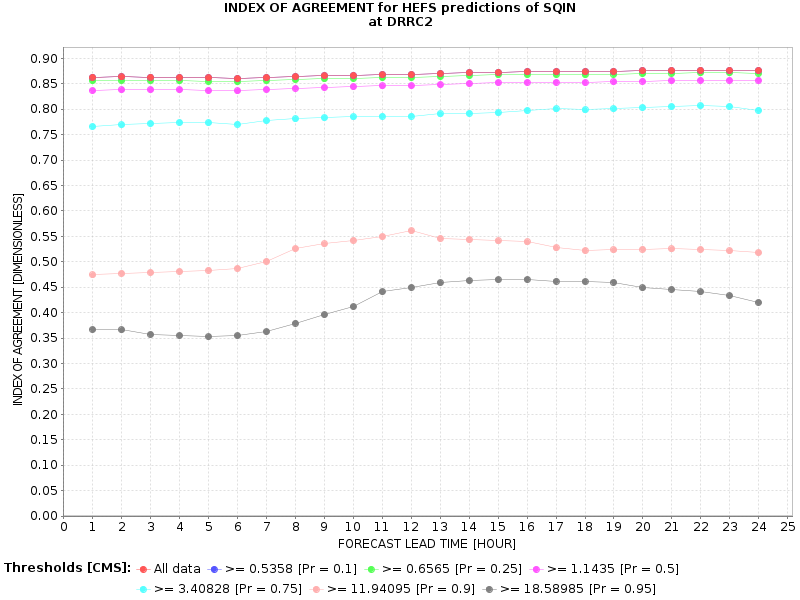 INDEX OF AGREEMENT for HEFS predictions of SQIN
at DRRC2
INDEX OF AGREEMENT [DIMENSIONLESS]
0.90
0.85
0.80
0.75
0.70
0.65
0.60
0.55
0.50
0.45
0.40
0.35
0.30
0.25
0.20
0.15
0.10
0.05
0.00
0 1 2 3 4 5 6 7 8 9 10 11 12 13 14 15 16 17 18 19 20 21 22 23 24 25
FORECAST LEAD TIME [HOUR]
Thresholds [CMS]: All data >= 0.5358 [Pr = 0.1] >= 0.6565 [Pr = 0.25] >= 1.1435 [Pr = 0.5]
>= 3.40828 [Pr = 0.75] >= 11.94095 [Pr = 0.9] >= 18.58985 [Pr = 0.95]